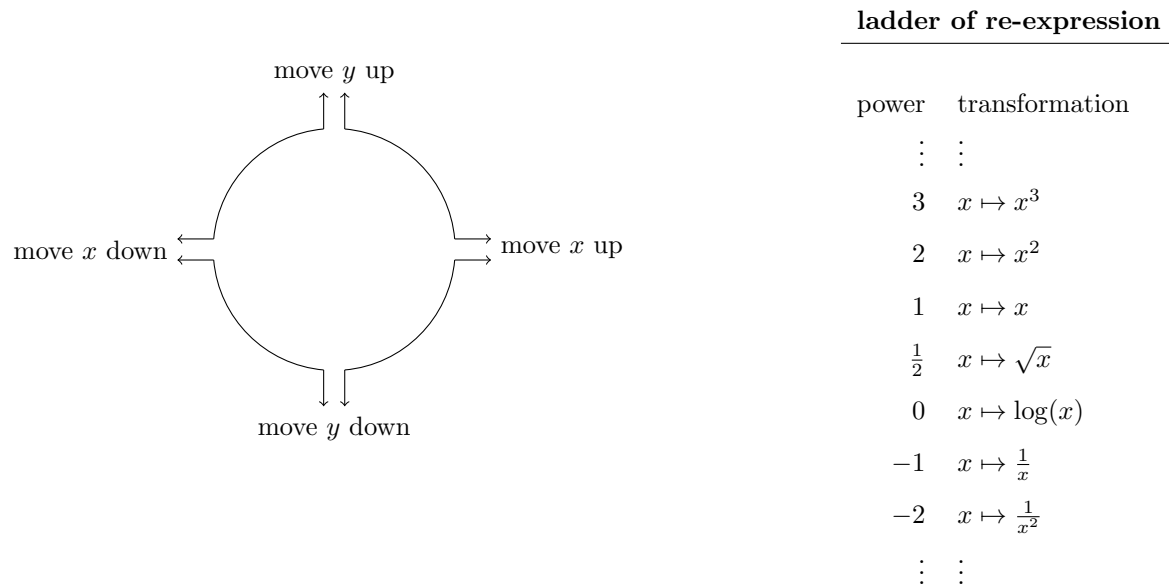 move y up
move x down
move x up
move y down
ladder of re-expression
power transformation
⋮ ⋮
3 x ↦ x³
2 x ↦ x²
1 x ↦ x
1/2 x ↦ √x
0 x ↦ log(x)
−1 x ↦ 1/x
−2 x ↦ 1/x²
⋮ ⋮